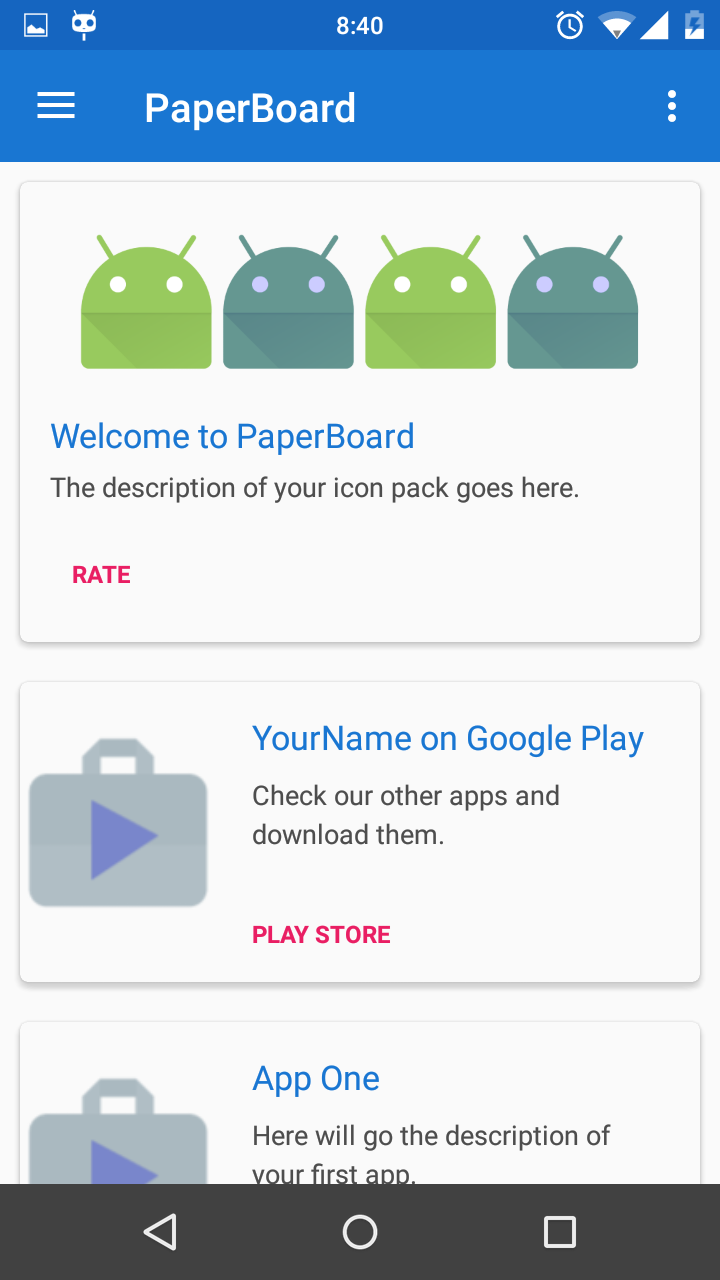 8:40
PaperBoard
Welcome to PaperBoard
The description of your icon pack goes here.
RATE
YourName on Google Play
Check our other apps and
download them.
PLAY STORE
App One
Here will go the description of
your first app.